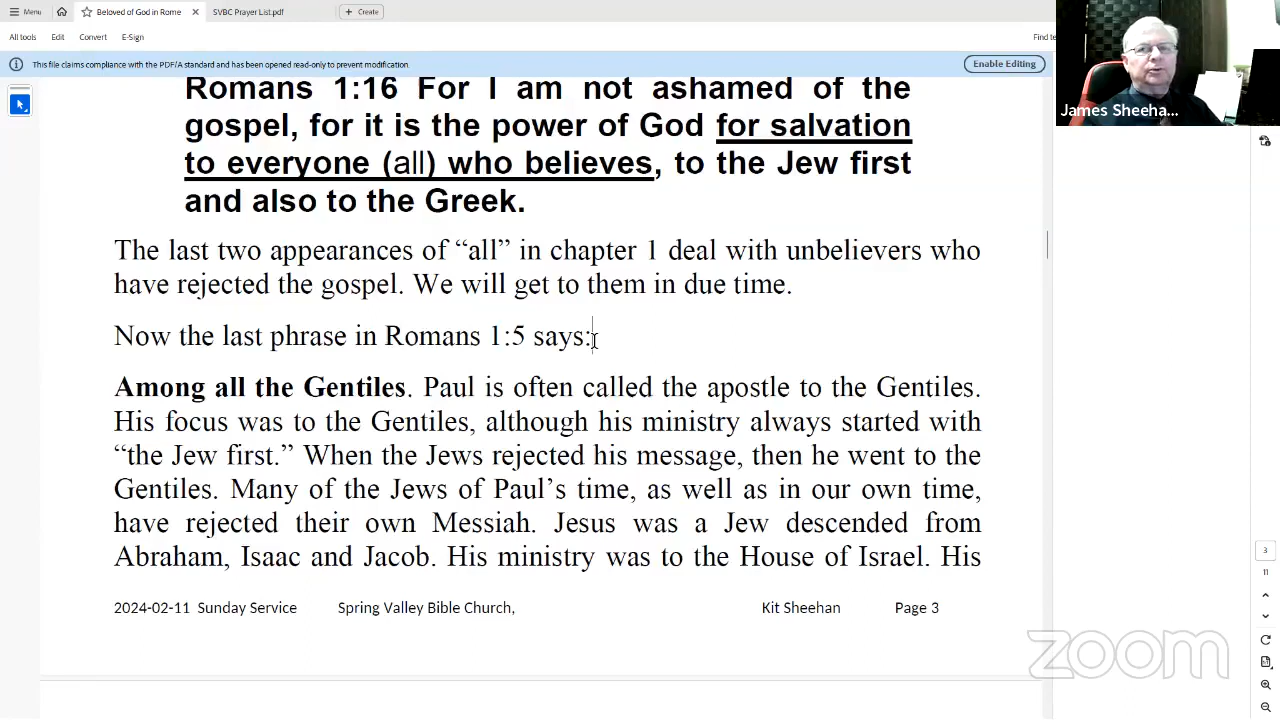 Menu
Beloved of God in Rome
SVBC Prayer List.pdf
+ Create
All tools Edit Convert E-Sign
Find te
This file claims compliance with the PDF/A standard and has been opened read-only to prevent modification.
Enable Editing
James Sheeha...
Romans 1:16 For I am not ashamed of the
gospel, for it is the power of God for salvation
to everyone (all) who believes, to the Jew first
and also to the Greek.
The last two appearances of “all” in chapter 1 deal with unbelievers who
have rejected the gospel. We will get to them in due time.
Now the last phrase in Romans 1:5 says:
Among all the Gentiles. Paul is often called the apostle to the Gentiles.
His focus was to the Gentiles, although his ministry always started with
“the Jew first.” When the Jews rejected his message, then he went to the
Gentiles. Many of the Jews of Paul’s time, as well as in our own time,
have rejected their own Messiah. Jesus was a Jew descended from
Abraham, Isaac and Jacob. His ministry was to the House of Israel. His
3
11
2024-02-11 Sunday Service Spring Valley Bible Church, Kit Sheehan Page 3
zoom